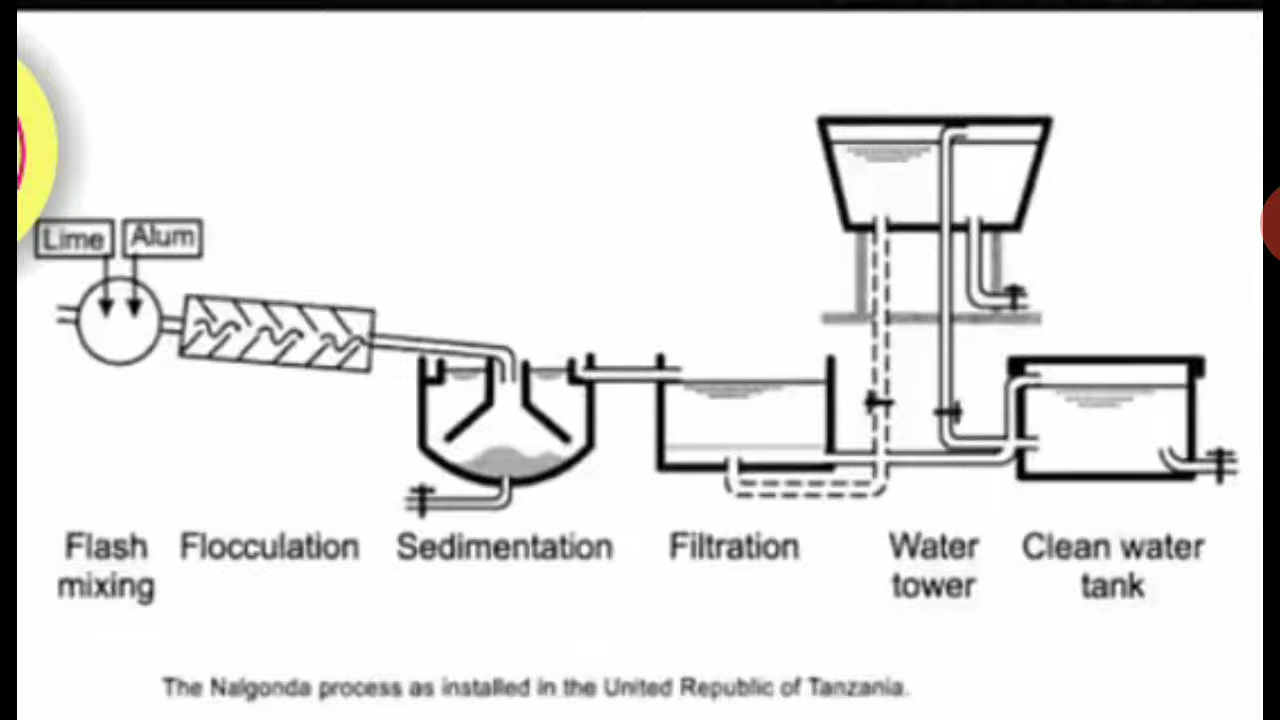 Lime
Alum
Flash mixing
Flocculation
Sedimentation
Filtration
Water tower
Clean water tank
The Nalgonda process as installed in the United Republic of Tanzania.